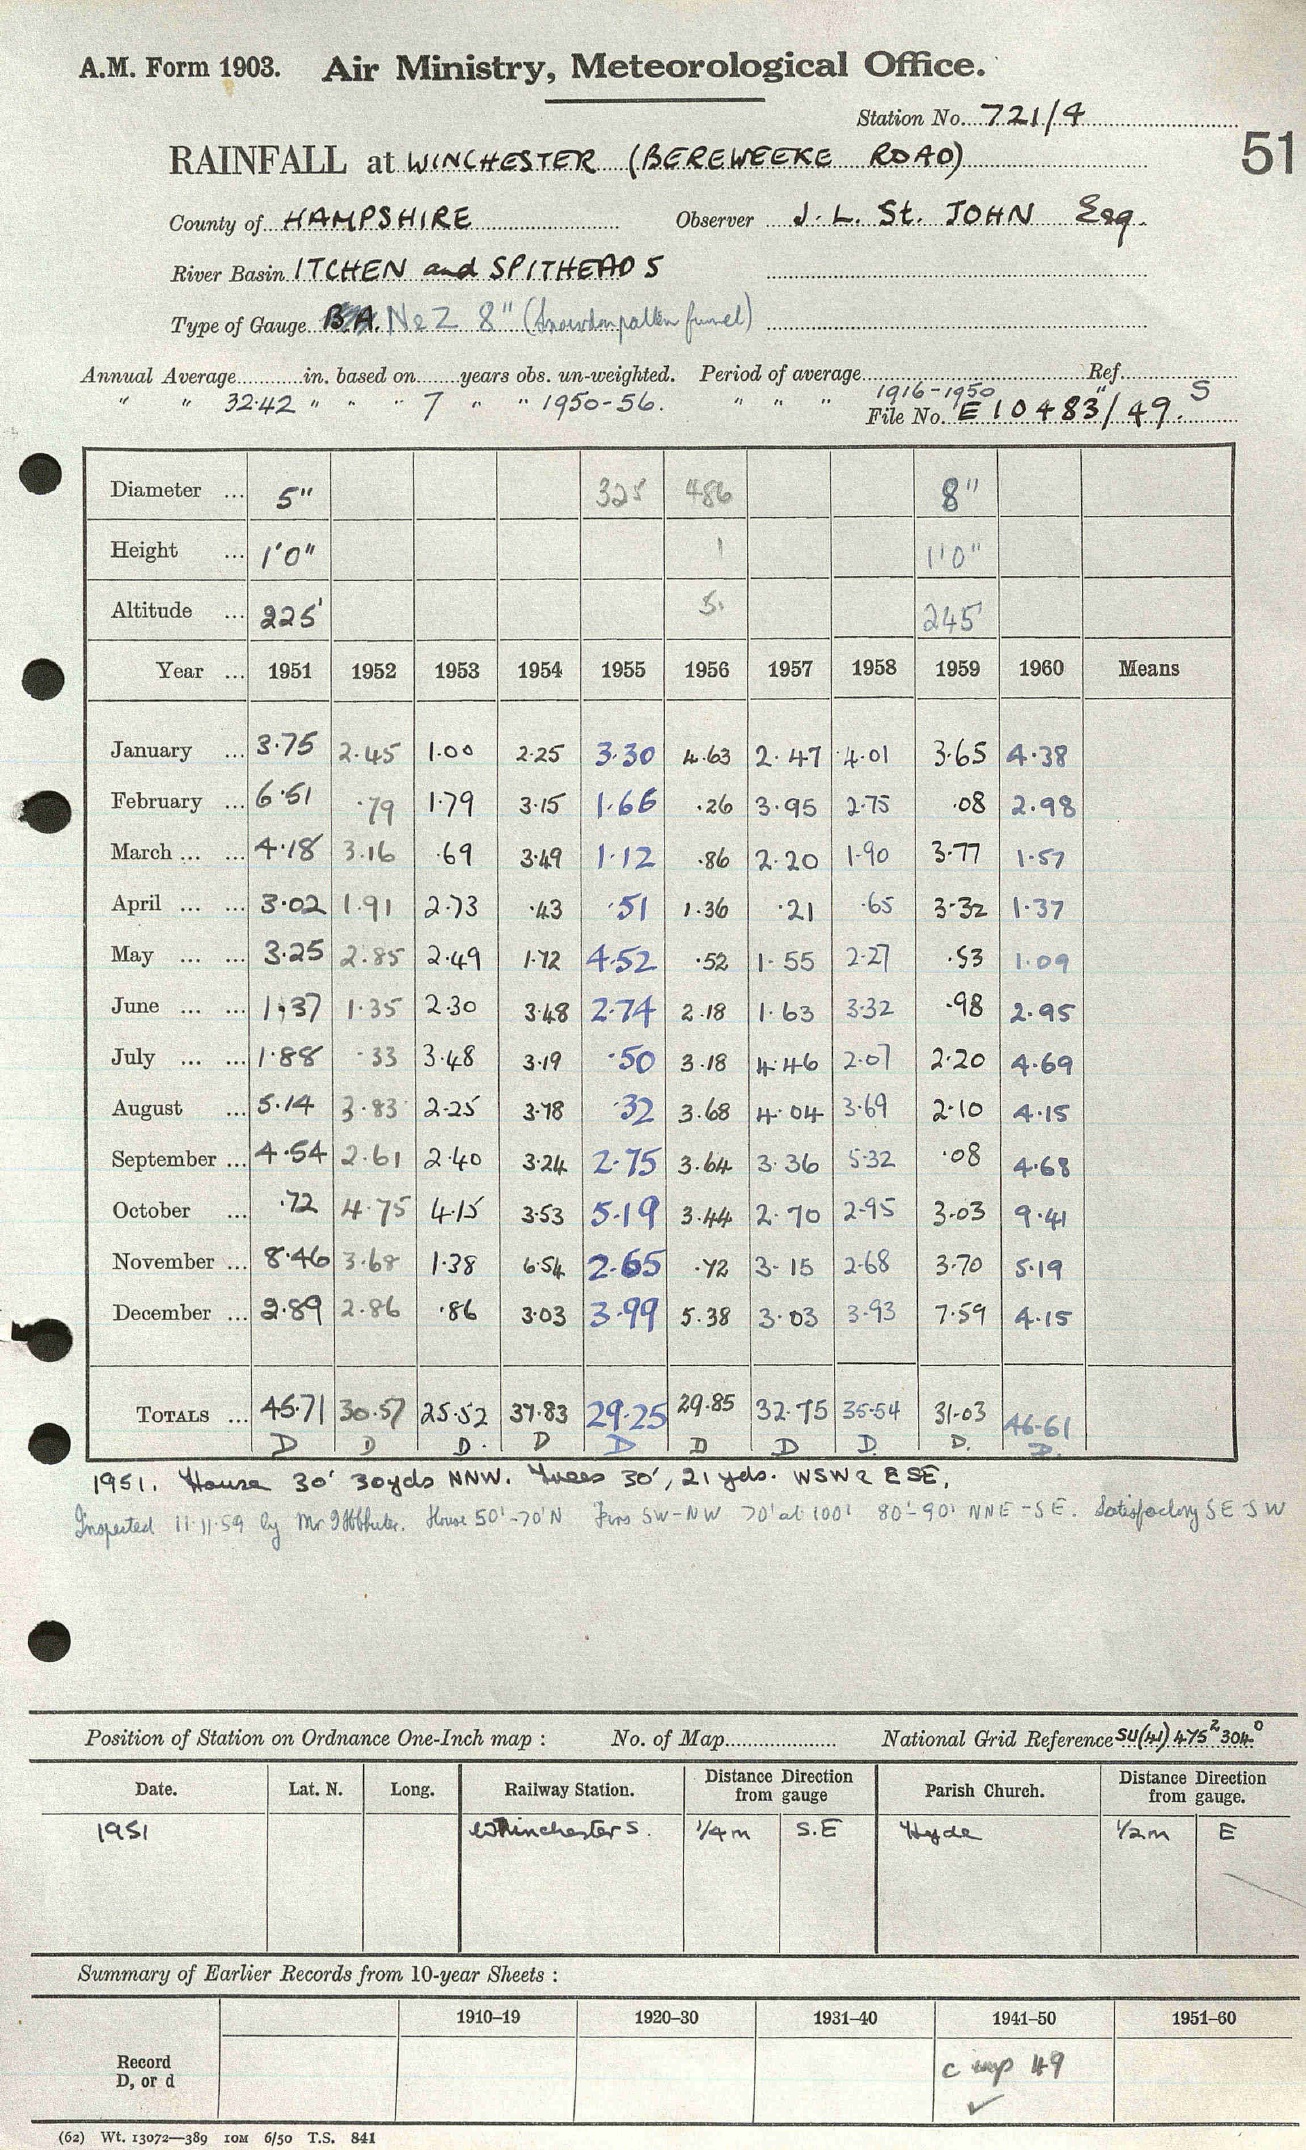 A.M. Form 1903. Air Ministry, Meteorological Office.
Station No. 721/4
51
RAINFALL at WINCHESTER (BEREWEEKE ROAD)
County of HAMPSHIRE Observer J. L. St. JOHN Esq.
River Basin ITCHEN and SPITHEAD 5
Type of Gauge 8" (Snowdon pattern funnel)
Annual Average............in. based on.......years obs. un-weighted. Period of average............ Ref.
" " 32.42 " " " 7 " " 1950-56. " " " 1916-1950 " S
File No. E10483/49.
Diameter ... 5" 325 486 8"
Height ... 1'0" 1 1'0"
Altitude ... 225' 5. 245'
Year ... 1951 1952 1953 1954 1955 1956 1957 1958 1959 1960 Means
January ... 3.75 2.45 1.00 2.25 3.30 4.63 2.47 4.01 3.65 4.38
February ... 6.51 .79 1.79 3.15 1.66 .26 3.95 2.75 .08 2.98
March ... ... 4.18 3.16 .69 3.49 1.12 .86 2.20 1.90 3.77 1.57
April ... ... 3.02 1.91 2.73 .43 .51 1.36 .21 .65 3.32 1.37
May ... ... 3.25 2.85 2.49 1.72 4.52 .52 1.55 2.27 .53 1.09
June ... ... 1.37 1.35 2.30 3.48 2.74 2.18 1.63 3.32 .98 2.95
July ... ... 1.88 .33 3.48 3.19 .50 3.18 4.46 2.07 2.20 4.69
August ... 5.14 3.83 2.25 3.78 .32 3.68 4.04 3.69 2.10 4.15
September ... 4.54 2.61 2.40 3.24 2.75 3.64 3.36 5.32 .08 4.68
October ... .72 4.75 4.15 3.53 5.19 3.44 2.70 2.95 3.03 9.41
November ... 8.46 3.68 1.38 6.54 2.65 .72 3.15 2.68 3.70 5.19
December ... 2.89 2.86 .86 3.03 3.99 5.38 3.03 3.93 7.59 4.15
TOTALS ... 45.71 30.57 25.52 37.83 29.25 29.85 32.75 35.54 31.03 46.61
D D D. D D D D D. D. D.
1951. House 30' 30yds NNW. Trees 30', 21 yds. WSW & ESE.
Inspected 11.11.59 by Mr House 50'-70' N Firs SW-NW 70' at 100' 80'-90' NNE-SE. Satisfactory SE SW
Position of Station on Ordnance One-Inch map : No. of Map.................... National Grid Reference SU(41) 475² 304⁰
Date. Lat. N. Long. Railway Station. Distance from gauge Direction Parish Church. Distance from gauge. Direction
1951 Winchester S. 1/4 m S.E Hyde 1/2 m E
Summary of Earlier Records from 10-year Sheets :
1910–19 1920–30 1931–40 1941–50 1951–60
Record D, or d c 49
✓
(62) Wt. 13072—389 10M 6/50 T.S. 841